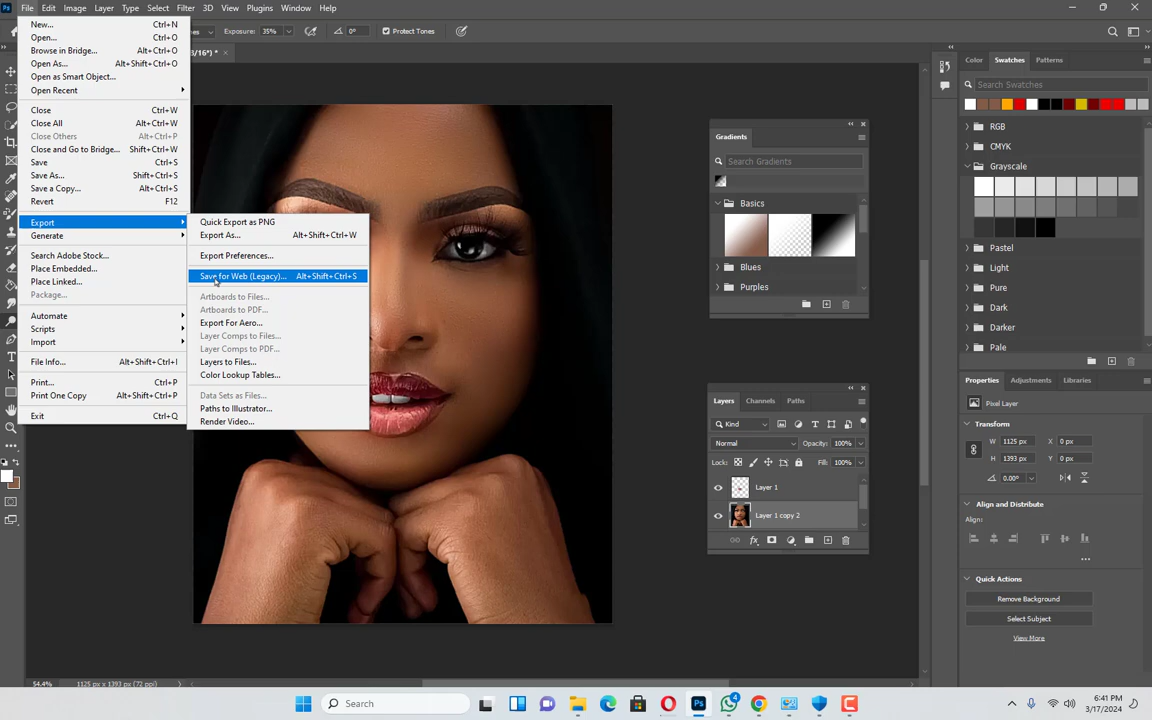 Ps File Edit Image Layer Type Select Filter 3D View Plugins Window Help
Exposure: 35% 0° Protect Tones
3/16*) * ×
New... Ctrl+N
Open... Ctrl+O
Browse in Bridge... Alt+Ctrl+O
Open As... Alt+Shift+Ctrl+O
Open as Smart Object...
Open Recent
Close Ctrl+W
Close All Alt+Ctrl+W
Close Others Alt+Ctrl+P
Close and Go to Bridge... Shift+Ctrl+W
Save Ctrl+S
Save As... Shift+Ctrl+S
Save a Copy... Alt+Ctrl+S
Revert F12
Export
Generate
Search Adobe Stock...
Place Embedded...
Place Linked...
Package...
Automate
Scripts
Import
File Info... Alt+Shift+Ctrl+I
Print... Ctrl+P
Print One Copy Alt+Shift+Ctrl+P
Exit Ctrl+Q
Quick Export as PNG
Export As... Alt+Shift+Ctrl+W
Export Preferences...
Save for Web (Legacy)... Alt+Shift+Ctrl+S
Artboards to Files...
Artboards to PDF...
Export For Aero...
Layer Comps to Files...
Layer Comps to PDF...
Layers to Files...
Color Lookup Tables...
Data Sets as Files...
Paths to Illustrator...
Render Video...
Gradients
Search Gradients
Basics
Blues
Purples
Layers Channels Paths
Kind
Normal Opacity: 100%
Lock: Fill: 100%
Layer 1
Layer 1 copy 2
fx
Color Swatches Patterns
Search Swatches
RGB
CMYK
Grayscale
Pastel
Light
Pure
Dark
Darker
Pale
Properties Adjustments Libraries
Pixel Layer
Transform
W 1125 px X 0 px
H 1393 px Y 0 px
0.00°
Align and Distribute
Align:
Quick Actions
Remove Background
Select Subject
View More
54.4% 1125 px x 1393 px (72 ppi)
Search
Ps
4
6:41 PM
3/17/2024